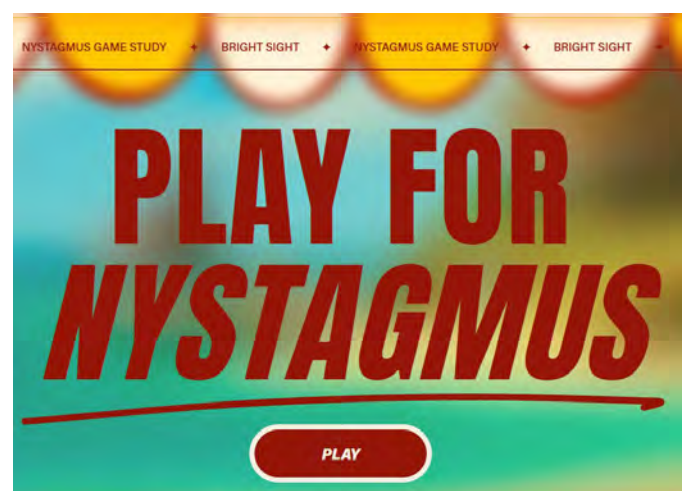 NYSTAGMUS GAME STUDY ✦ BRIGHT SIGHT ✦ NYSTAGMUS GAME STUDY ✦ BRIGHT SIGHT ✦
PLAY FOR
NYSTAGMUS
PLAY